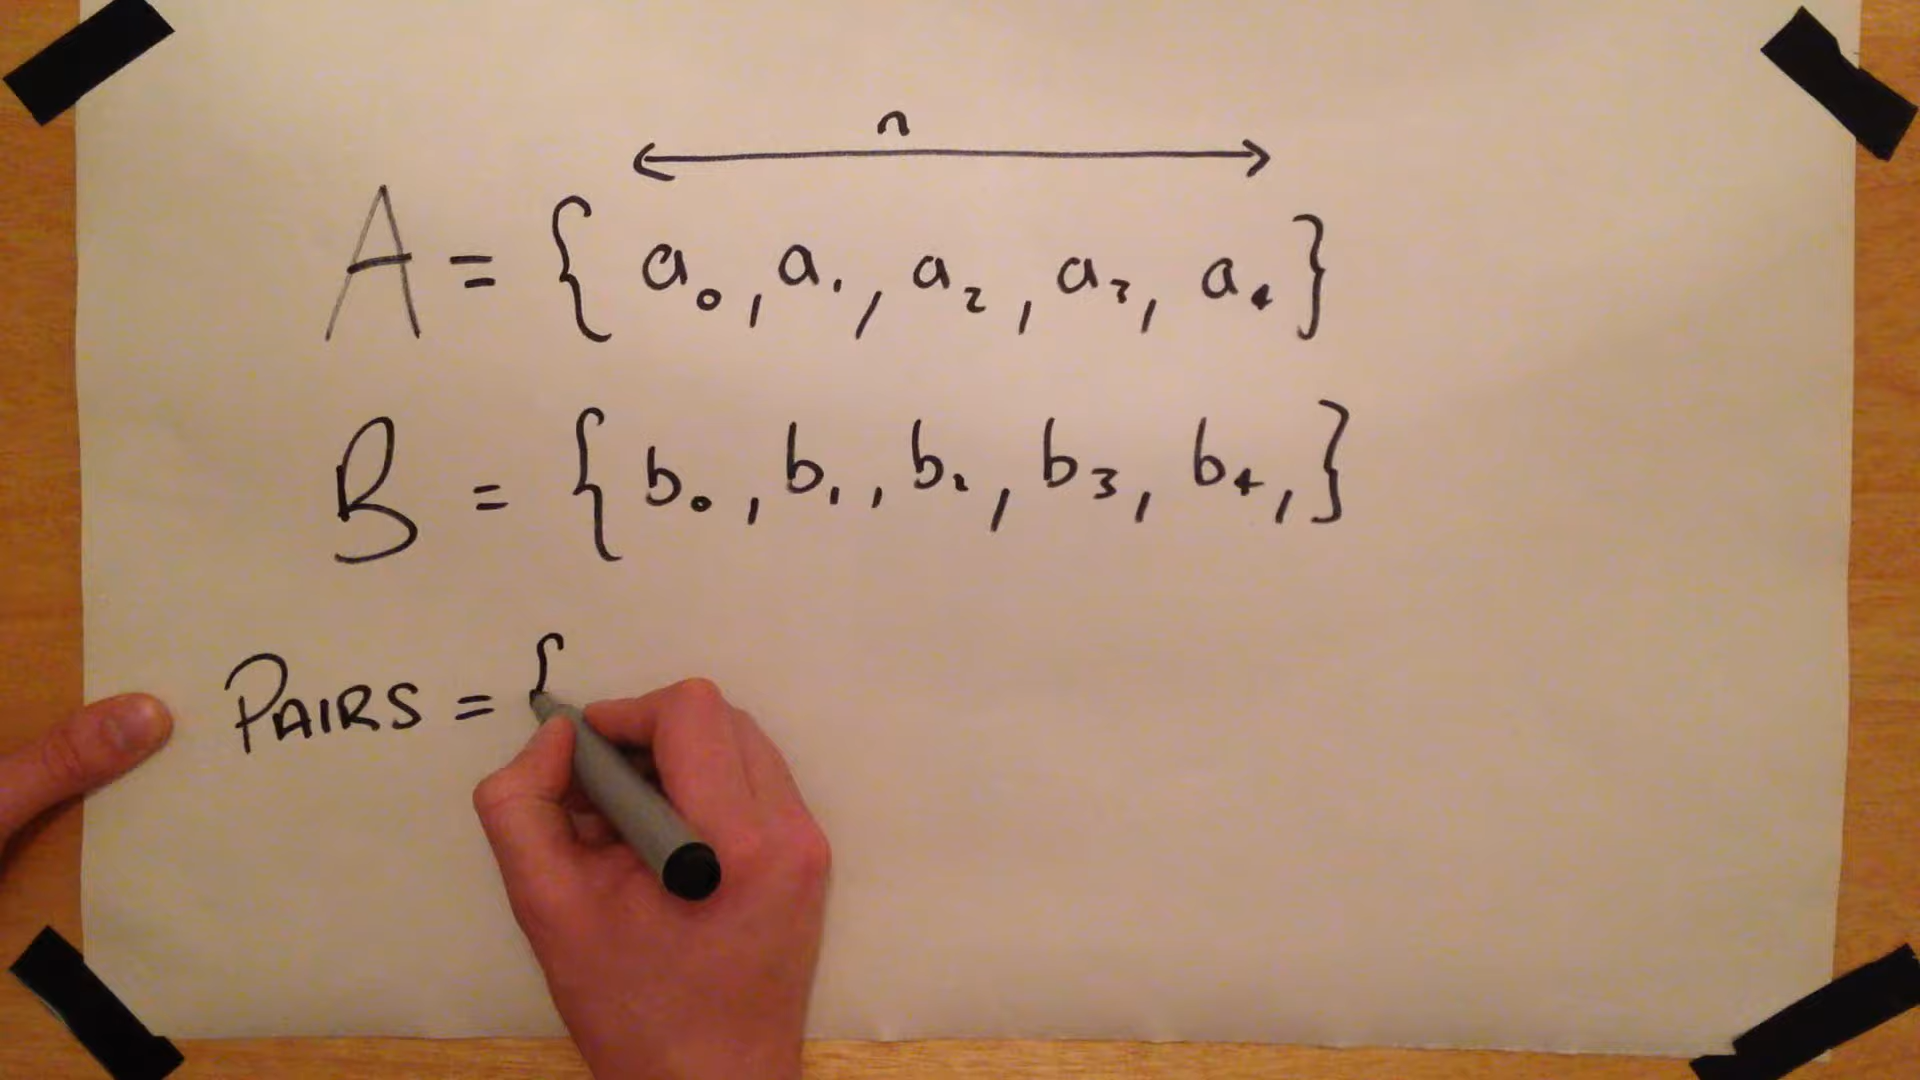 n
A = { a₀, a₁, a₂, a₃, a₄ }
B = { b₀, b₁, b₂, b₃, b₄, }
PAIRS = {